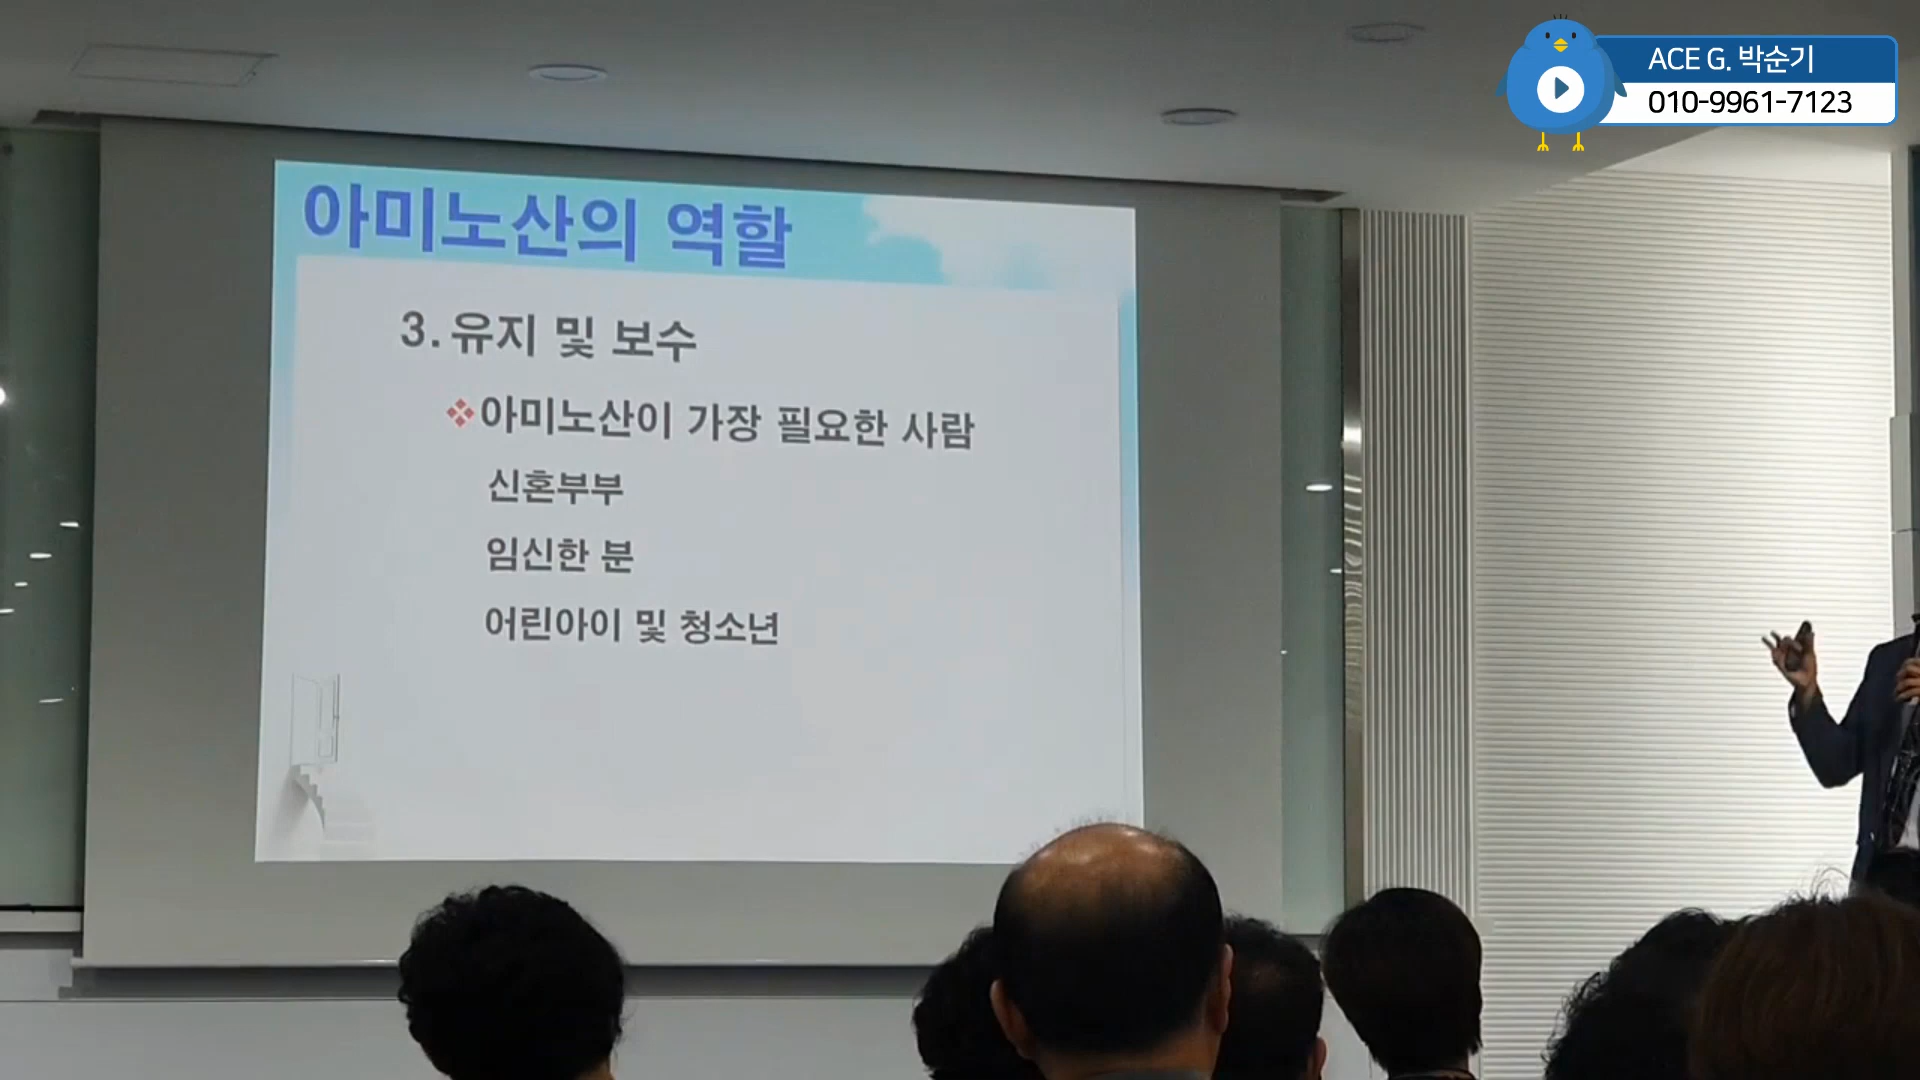 ACE G. 박순기
010-9961-7123
아미노산의 역할
3. 유지 및 보수
❖아미노산이 가장 필요한 사람
신혼부부
임신한 분
어린아이 및 청소년